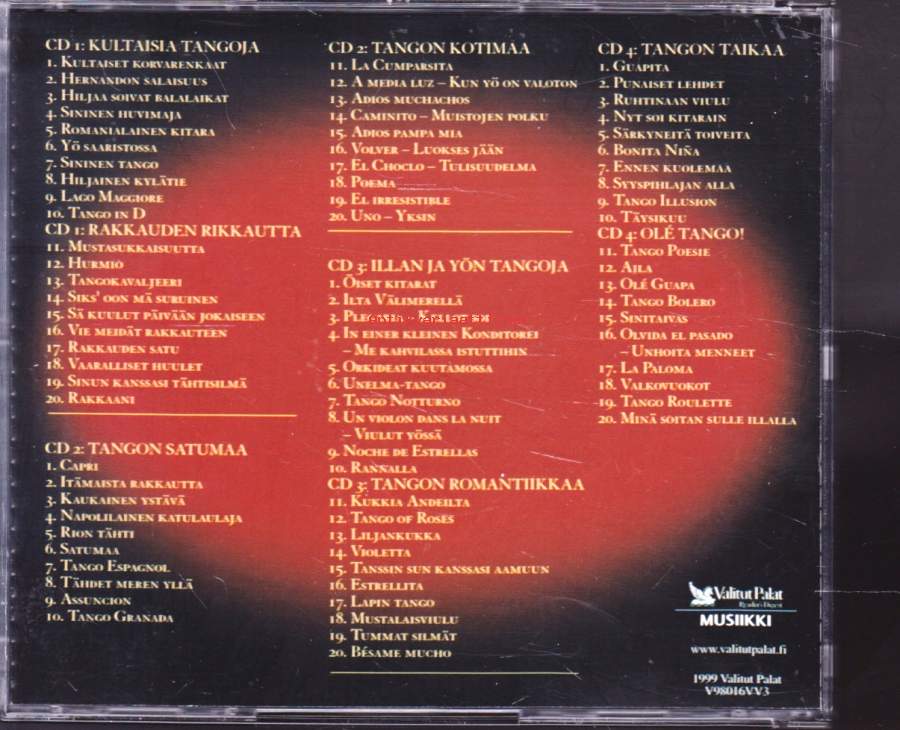 CD 1: KULTAISIA TANGOJA
1. KULTAISET KORVARENKAAT
2. HERNANDON SALAISUUS
3. HILJAA SOIVAT BALALAIKAT
4. SININEN HUVIMAJA
5. ROMANIALAINEN KITARA
6. YÖ SAARISTOSSA
7. SININEN TANGO
8. HILJAINEN KYLÄTIE
9. LAGO MAGGIORE
10. TANGO IN D
CD 1: RAKKAUDEN RIKKAUTTA
11. MUSTASUKKAISUUTTA
12. HURMIO
13. TANGOKAVALJEERI
14. SIKS' OON MÄ SURUINEN
15. SÄ KUULUT PÄIVÄÄN JOKAISEEN
16. VIE MEIDÄT RAKKAUTEEN
17. RAKKAUDEN SATU
18. VAARALLISET HUULET
19. SINUN KANSSASI TÄHTISILMÄ
20. RAKKAANI
CD 2: TANGON SATUMAA
1. CAPRI
2. ITÄMAISTA RAKKAUTTA
3. KAUKAINEN YSTÄVÄ
4. NAPOLILAINEN KATULAULAJA
5. RION TÄHTI
6. SATUMAA
7. TANGO ESPAGNOL
8. TÄHDET MEREN YLLÄ
9. ASSUNCION
10. TANGO GRANADA
CD 2: TANGON KOTIMAA
11. LA CUMPARSITA
12. A MEDIA LUZ – KUN YÖ ON VALOTON
13. ADIOS MUCHACHOS
14. CAMINITO – MUISTOJEN POLKU
15. ADIOS PAMPA MIA
16. VOLVER – LUOKSES JÄÄN
17. EL CHOCLO – TULISUUDELMA
18. POEMA
19. EL IRRESISTIBLE
20. UNO – YKSIN
CD 3: ILLAN JA YÖN TANGOJA
1. ÖISET KITARAT
2. ILTA VÄLIMERELLÄ
3.
4. IN EINER KLEINEN KONDITOREI
– ME KAHVILASSA ISTUTTIHIN
5. ORKIDEAT KUUTAMOSSA
6. UNELMA-TANGO
7. TANGO NOTTURNO
8. UN VIOLON DANS LA NUIT
– VIULUT YÖSSÄ
9. NOCHE DE ESTRELLAS
10. RANNALLA
CD 3: TANGON ROMANTIIKKAA
11. KUKKIA ANDEILTA
12. TANGO OF ROSES
13. LILJANKUKKA
14. VIOLETTA
15. TANSSIN SUN KANSSASI AAMUUN
16. ESTRELLITA
17. LAPIN TANGO
18. MUSTALAISVIULU
19. TUMMAT SILMÄT
20. BÉSAME MUCHO
CD 4: TANGON TAIKAA
1. GUAPITA
2. PUNAISET LEHDET
3. RUHTINAAN VIULU
4. NYT SOI KITARAIN
5. SÄRKYNEITÄ TOIVEITA
6. BONITA NIÑA
7. ENNEN KUOLEMAA
8. SYYSPIHLAJAN ALLA
9. TANGO ILLUSION
10. TÄYSIKUU
CD 4: OLÉ TANGO!
11. TANGO POESIE
12. AILA
13. OLÉ GUAPA
14. TANGO BOLERO
15. SINITAIVAS
16. OLVIDA EL PASADO
– UNHOITA MENNEET
17. LA PALOMA
18. VALKOVUOKOT
19. TANGO ROULETTE
20. MINÄ SOITAN SULLE ILLALLA
Valitut Palat
Reader's Digest
MUSIIKKI
www.valitutpalat.fi
1999 Valitut Palat
V98016VV3